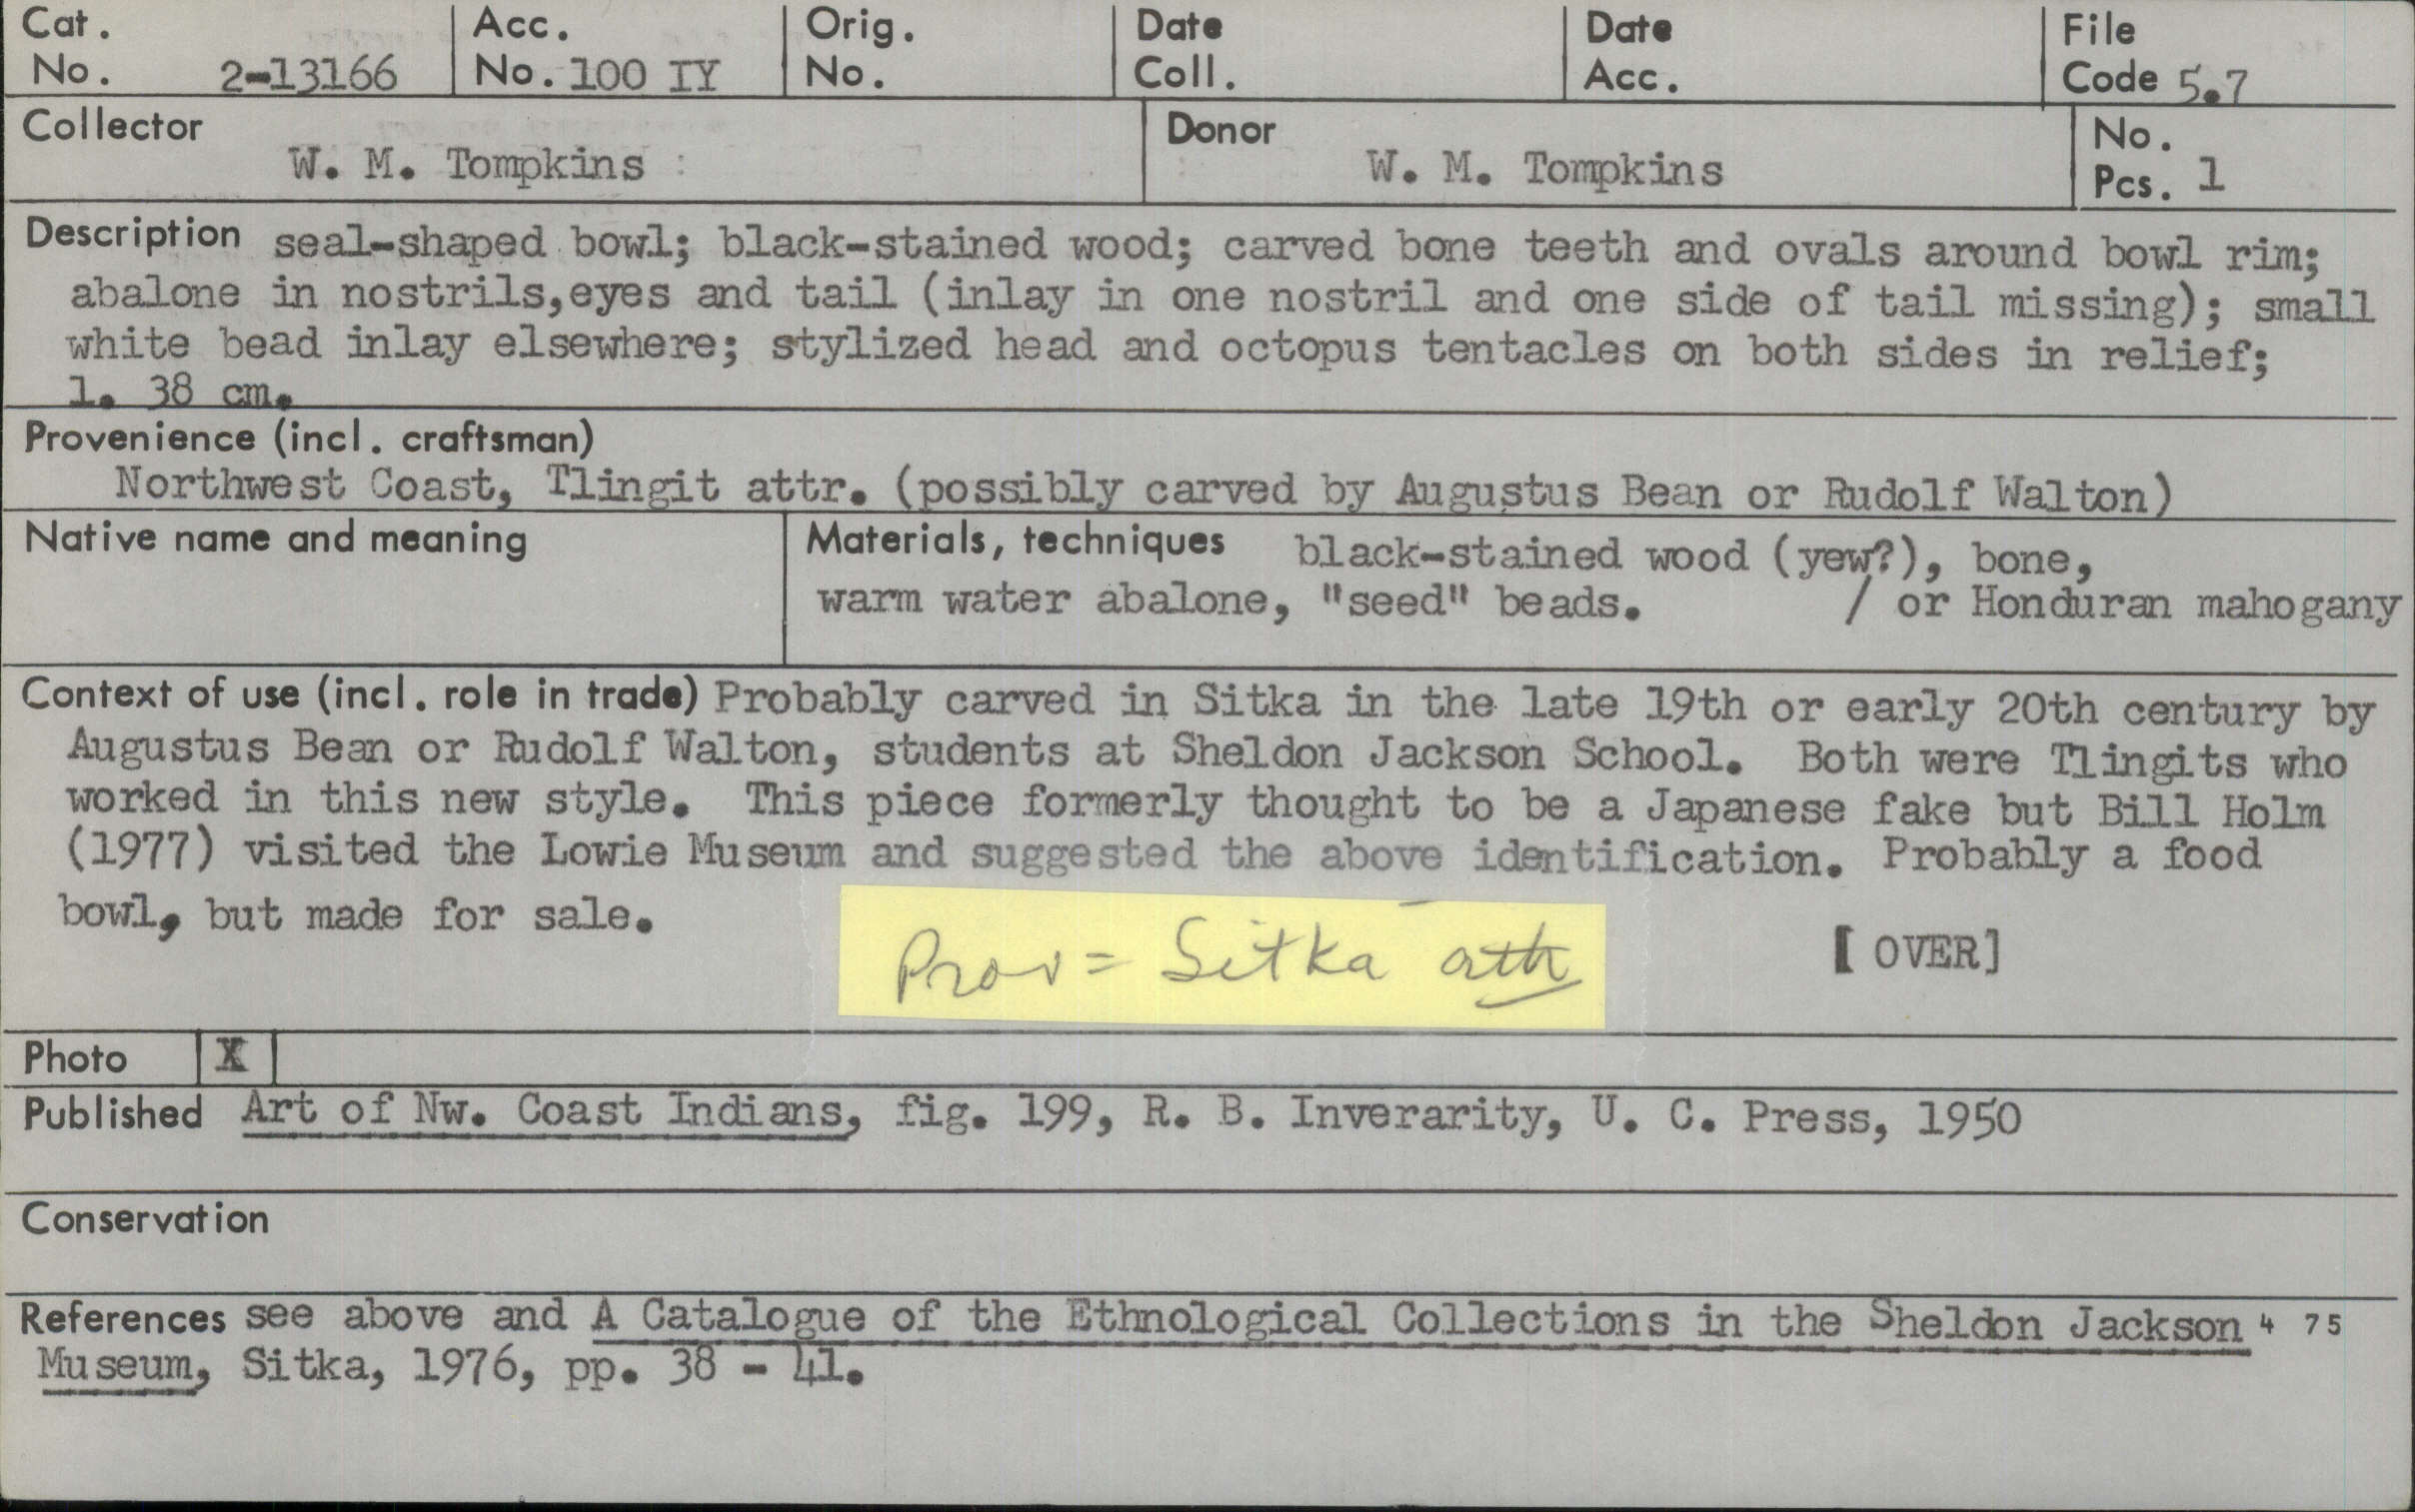 Cat. No. 2-13166 Acc. No. 100 IY Orig. No. Date Coll. Date Acc. File Code 5.7
Collector W. M. Tompkins Donor W. M. Tompkins No. Pcs. 1
Description seal-shaped bowl; black-stained wood; carved bone teeth and ovals around bowl rim;
abalone in nostrils,eyes and tail (inlay in one nostril and one side of tail missing); small
white bead inlay elsewhere; stylized head and octopus tentacles on both sides in relief;
l. 38 cm.
Provenience (incl. craftsman)
Northwest Coast, Tlingit attr. (possibly carved by Augustus Bean or Rudolf Walton)
Native name and meaning
Materials, techniques black-stained wood (yew?), bone,
warm water abalone, "seed" beads. / or Honduran mahogany
Context of use (incl. role in trade) Probably carved in Sitka in the late 19th or early 20th century by
Augustus Bean or Rudolf Walton, students at Sheldon Jackson School. Both were Tlingits who
worked in this new style. This piece formerly thought to be a Japanese fake but Bill Holm
(1977) visited the Lowie Museum and suggested the above identification. Probably a food
bowl, but made for sale.
Prov = Sitka
[OVER]
Photo X
Published Art of Nw. Coast Indians, fig. 199, R. B. Inverarity, U. C. Press, 1950
Conservation
References see above and A Catalogue of the Ethnological Collections in the Sheldon Jackson 4 75
Museum, Sitka, 1976, pp. 38 - 41.